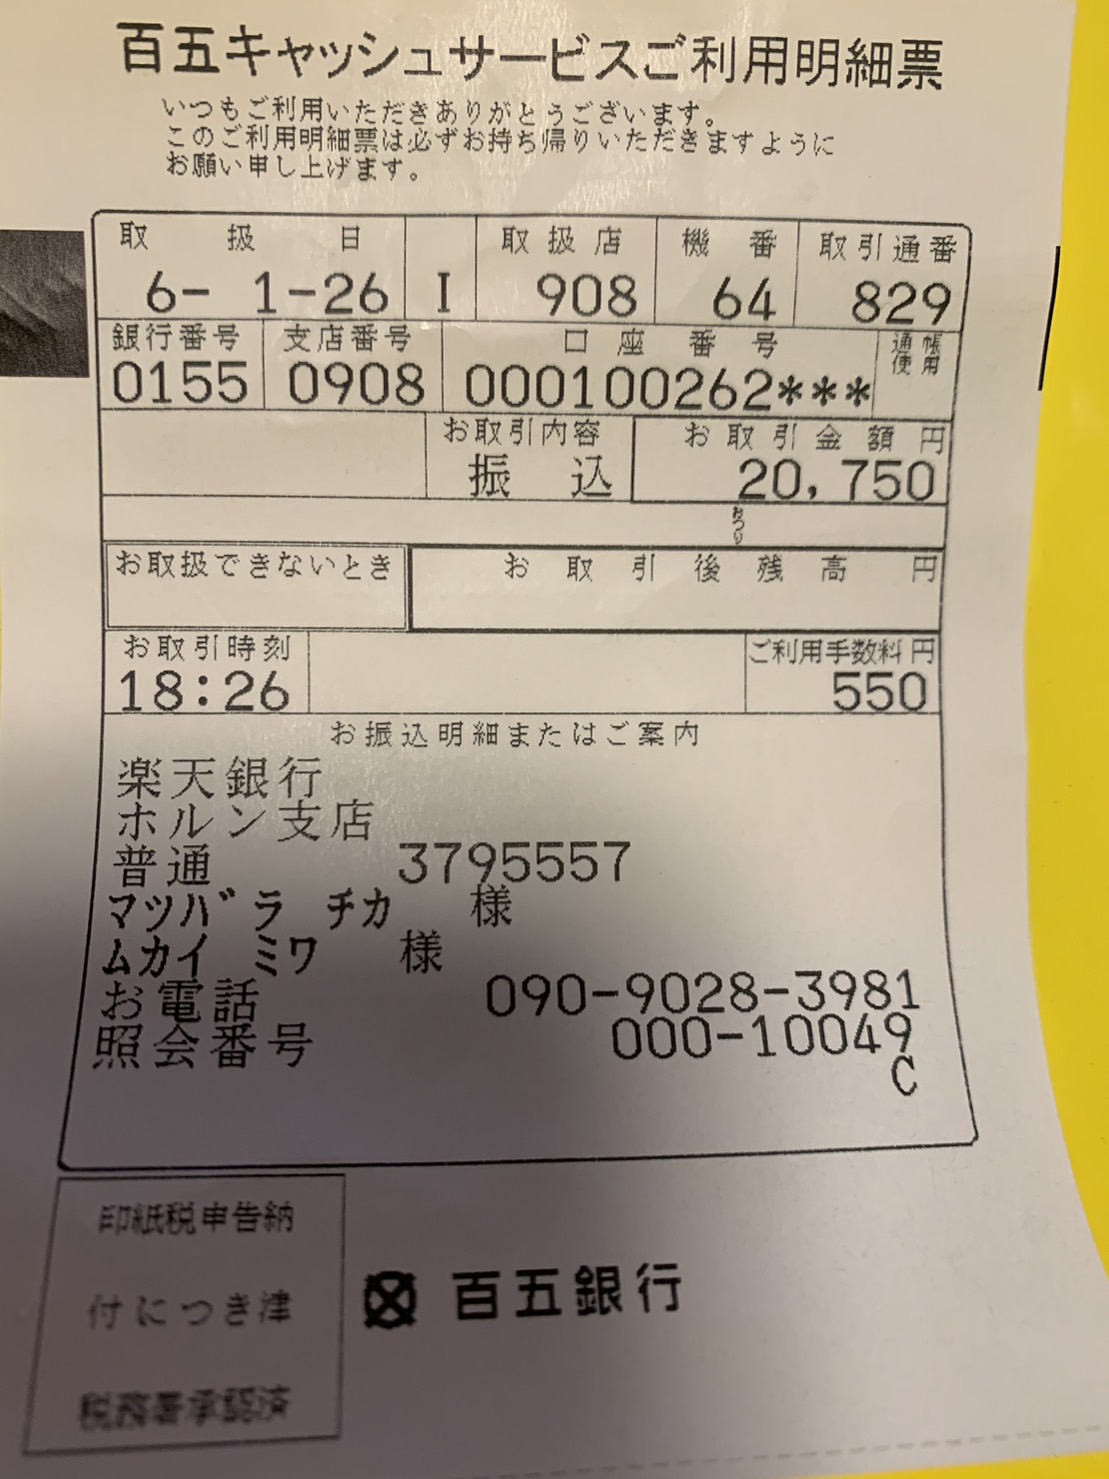 百五キャッシュサービスご利用明細票
いつもご利用いただきありがとうございます。
このご利用明細票は必ずお持ち帰りいただきますように
お願い申し上げます。
取扱日 取扱店 機番 取引通番
6- 1-26 I 908 64 829
銀行番号 支店番号 口座番号 通帳使用
0155 0908 000100262***
お取引内容 お取引金額 円
振込 20,750
おつり
お取扱できないとき お取引後残高 円
お取引時刻 ご利用手数料 円
18:26 550
お振込明細またはご案内
楽天銀行
ホルン支店
普通 3795557
マツバラ チカ 様
ムカイ ミワ 様
お電話 090-9028-3981
照会番号 000-10049
C
印紙税申告納
付につき津
税務署承認済
百五銀行